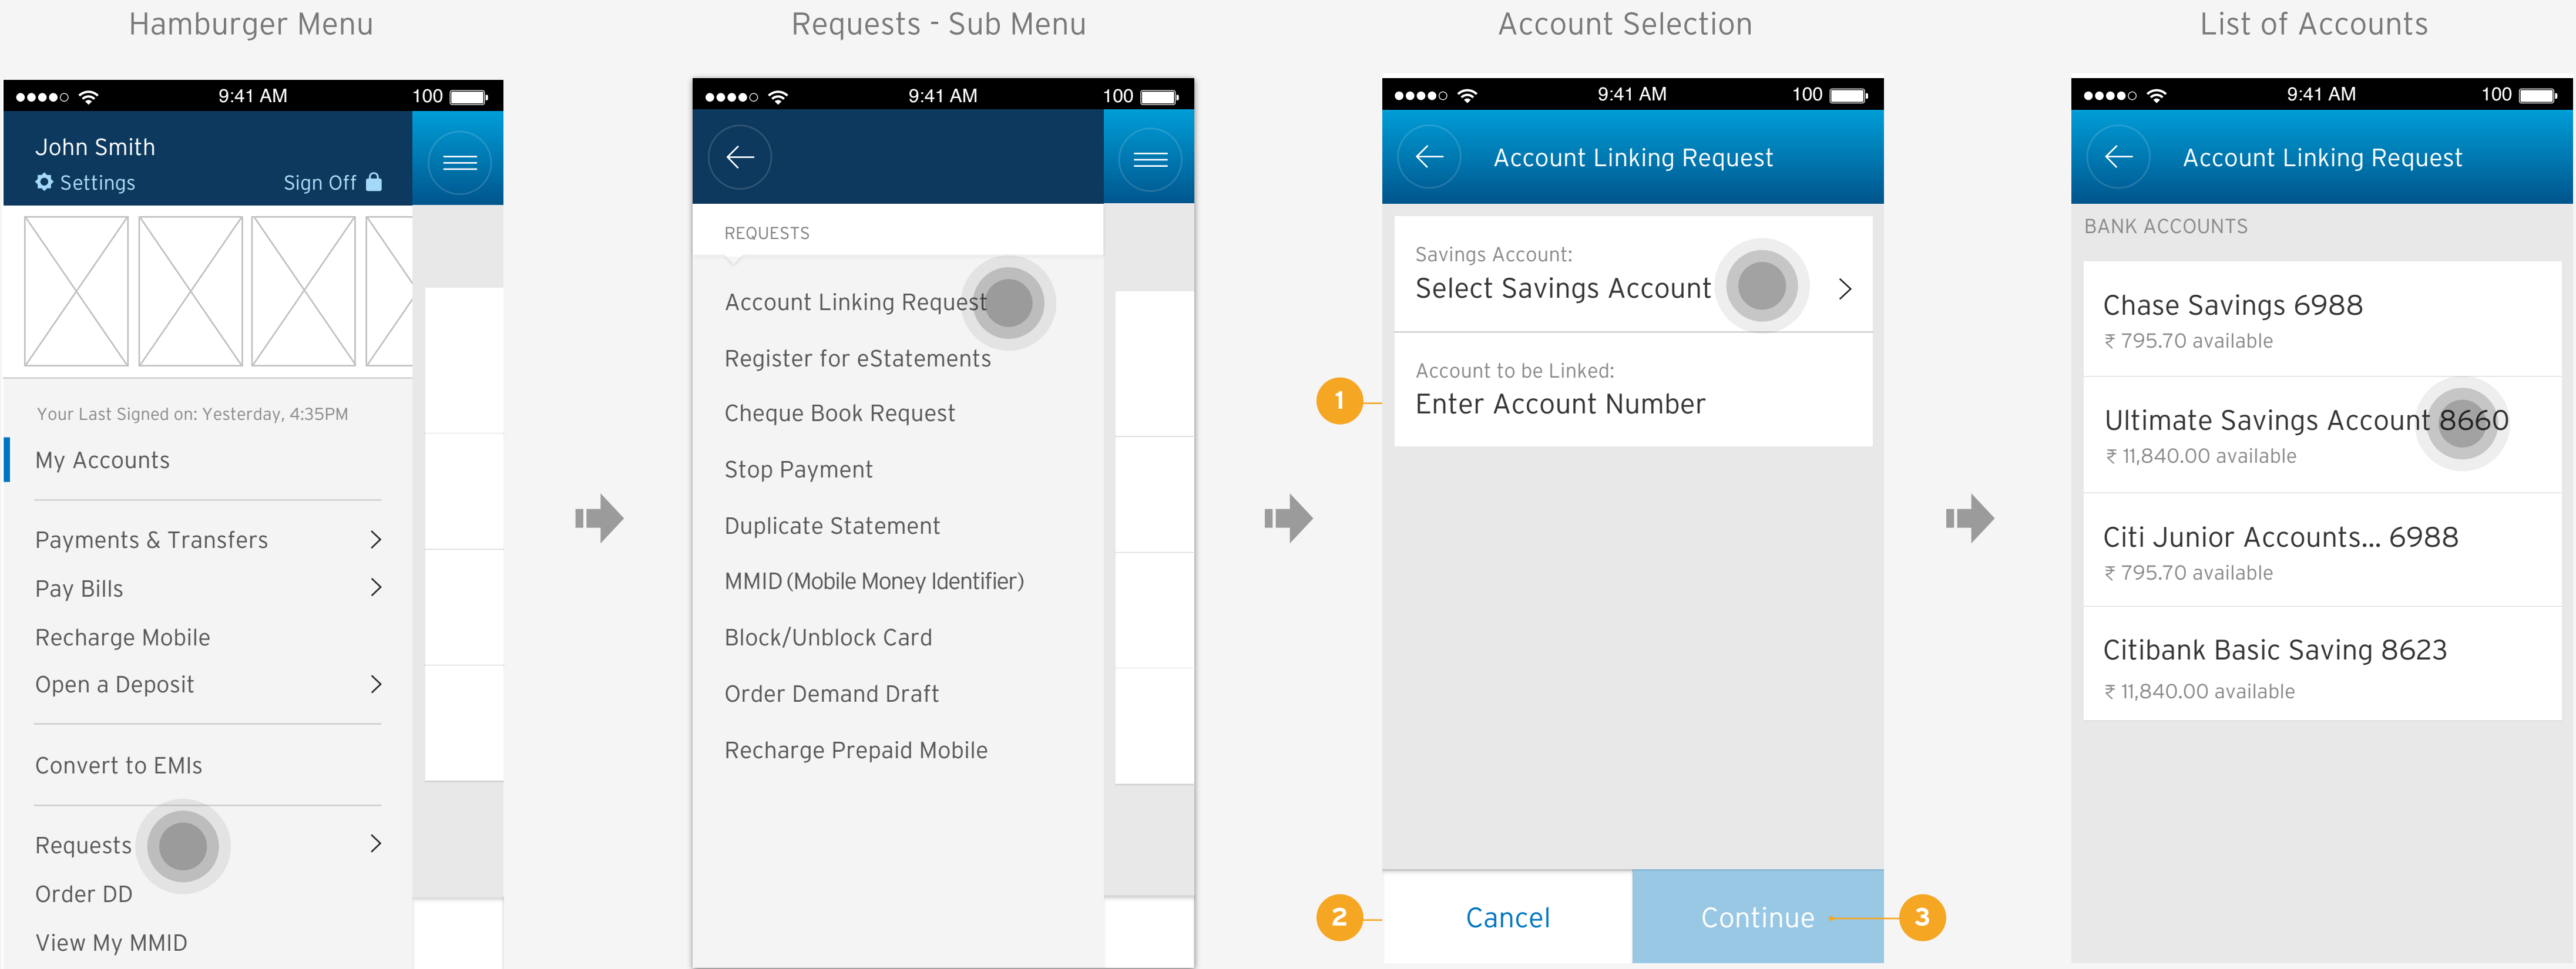 Hamburger Menu
9:41 AM
100
John Smith
Settings
Sign Off
Your Last Signed on: Yesterday, 4:35PM
My Accounts
Payments & Transfers
Pay Bills
Recharge Mobile
Open a Deposit
Convert to EMIs
Requests
Order DD
View My MMID
Requests - Sub Menu
9:41 AM
100
REQUESTS
Account Linking Request
Register for eStatements
Cheque Book Request
Stop Payment
Duplicate Statement
MMID (Mobile Money Identifier)
Block/Unblock Card
Order Demand Draft
Recharge Prepaid Mobile
Account Selection
9:41 AM
100
Account Linking Request
Savings Account:
Select Savings Account
Account to be Linked:
1
Enter Account Number
2
Cancel
Continue
3
List of Accounts
9:41 AM
100
Account Linking Request
BANK ACCOUNTS
Chase Savings 6988
₹ 795.70 available
Ultimate Savings Account 8660
₹ 11,840.00 available
Citi Junior Accounts... 6988
₹ 795.70 available
Citibank Basic Saving 8623
₹ 11,840.00 available